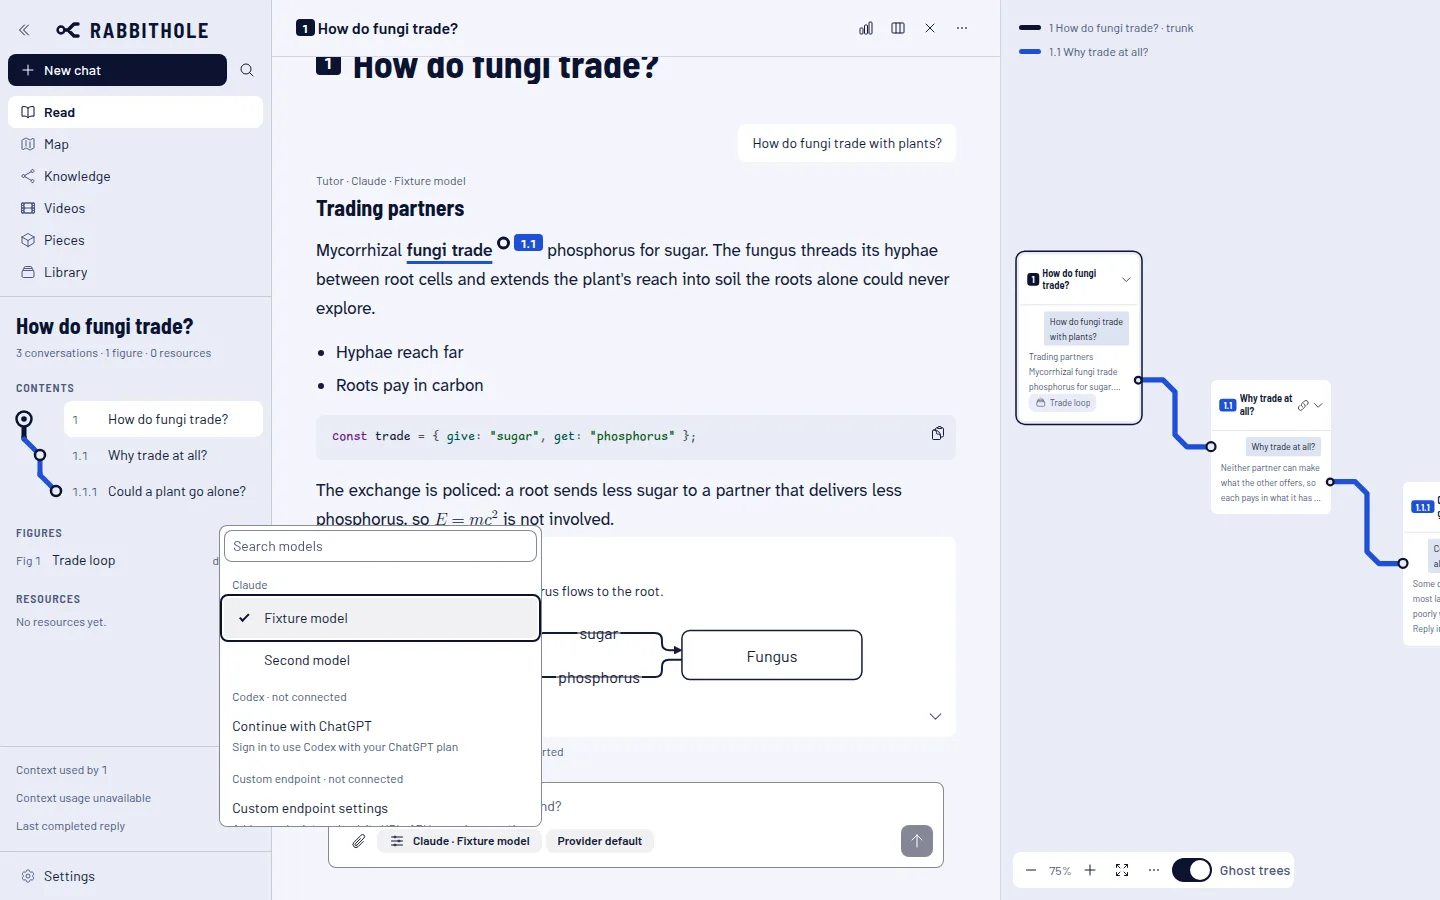 RABBITHOLE
New chat
Read
Map
Knowledge
Videos
Pieces
Library
How do fungi trade?
3 conversations · 1 figure · 0 resources
CONTENTS
1 How do fungi trade?
1.1 Why trade at all?
1.1.1 Could a plant go alone?
FIGURES
Fig 1 Trade loop
RESOURCES
No resources yet.
Context used by 1
Context usage unavailable
Last completed reply
Settings
1 How do fungi trade?
1 How do fungi trade?
How do fungi trade with plants?
Tutor · Claude · Fixture model
Trading partners
Mycorrhizal fungi trade 1.1 phosphorus for sugar. The fungus threads its hyphae
between root cells and extends the plant's reach into soil the roots alone could never
explore.
• Hyphae reach far
• Roots pay in carbon
const trade = { give: "sugar", get: "phosphorus" };
The exchange is policed: a root sends less sugar to a partner that delivers less
phosphorus, so E = mc² is not involved.
flows to the root.
sugar
phosphorus
Fungus
Search models
Claude
Fixture model
Second model
Codex · not connected
Continue with ChatGPT
Sign in to use Codex with your ChatGPT plan
Custom endpoint · not connected
Custom endpoint settings
Claude · Fixture model
Provider default
1 How do fungi trade? · trunk
1.1 Why trade at all?
1 How do fungi
trade?
How do fungi trade
with plants?
Trading partners
Mycorrhizal fungi trade
phosphorus for sugar....
Trade loop
1.1 Why trade at
all?
Why trade at all?
Neither partner can make
what the other offers, so
each pays in what it has ...
1.1.1
Some
most
poorly
Reply
75%
Ghost trees